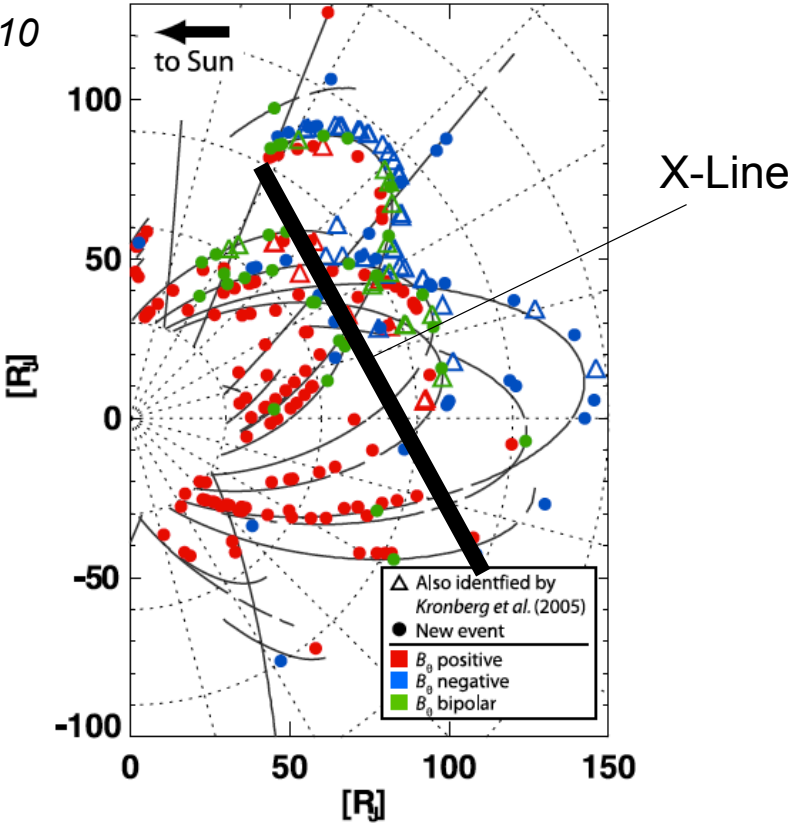 10
to Sun
100
50
0
-50
-100
[RJ]
X-Line
Also identfied by
Kronberg et al. (2005)
New event
Bθ positive
Bθ negative
Bθ bipolar
0 50 100 150
[RJ]